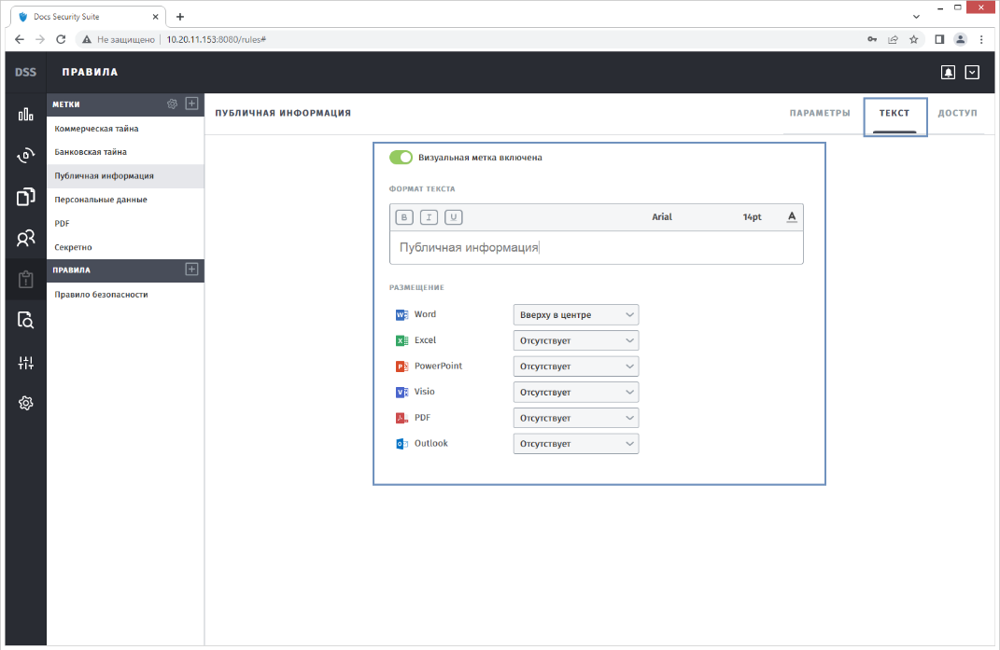 Docs Security Suite
Не защищено
10.20.11.153:8080/rules#
DSS
ПРАВИЛА
МЕТКИ
Коммерческая тайна
Банковская тайна
Публичная информация
Персональные данные
PDF
Секретно
ПРАВИЛА
Правило безопасности
ПУБЛИЧНАЯ ИНФОРМАЦИЯ
ПАРАМЕТРЫ
ТЕКСТ
ДОСТУП
Визуальная метка включена
ФОРМАТ ТЕКСТА
B I U Arial 14pt A
Публичная информация
РАЗМЕЩЕНИЕ
Word Вверху в центре
Excel Отсутствует
PowerPoint Отсутствует
Visio Отсутствует
PDF Отсутствует
Outlook Отсутствует